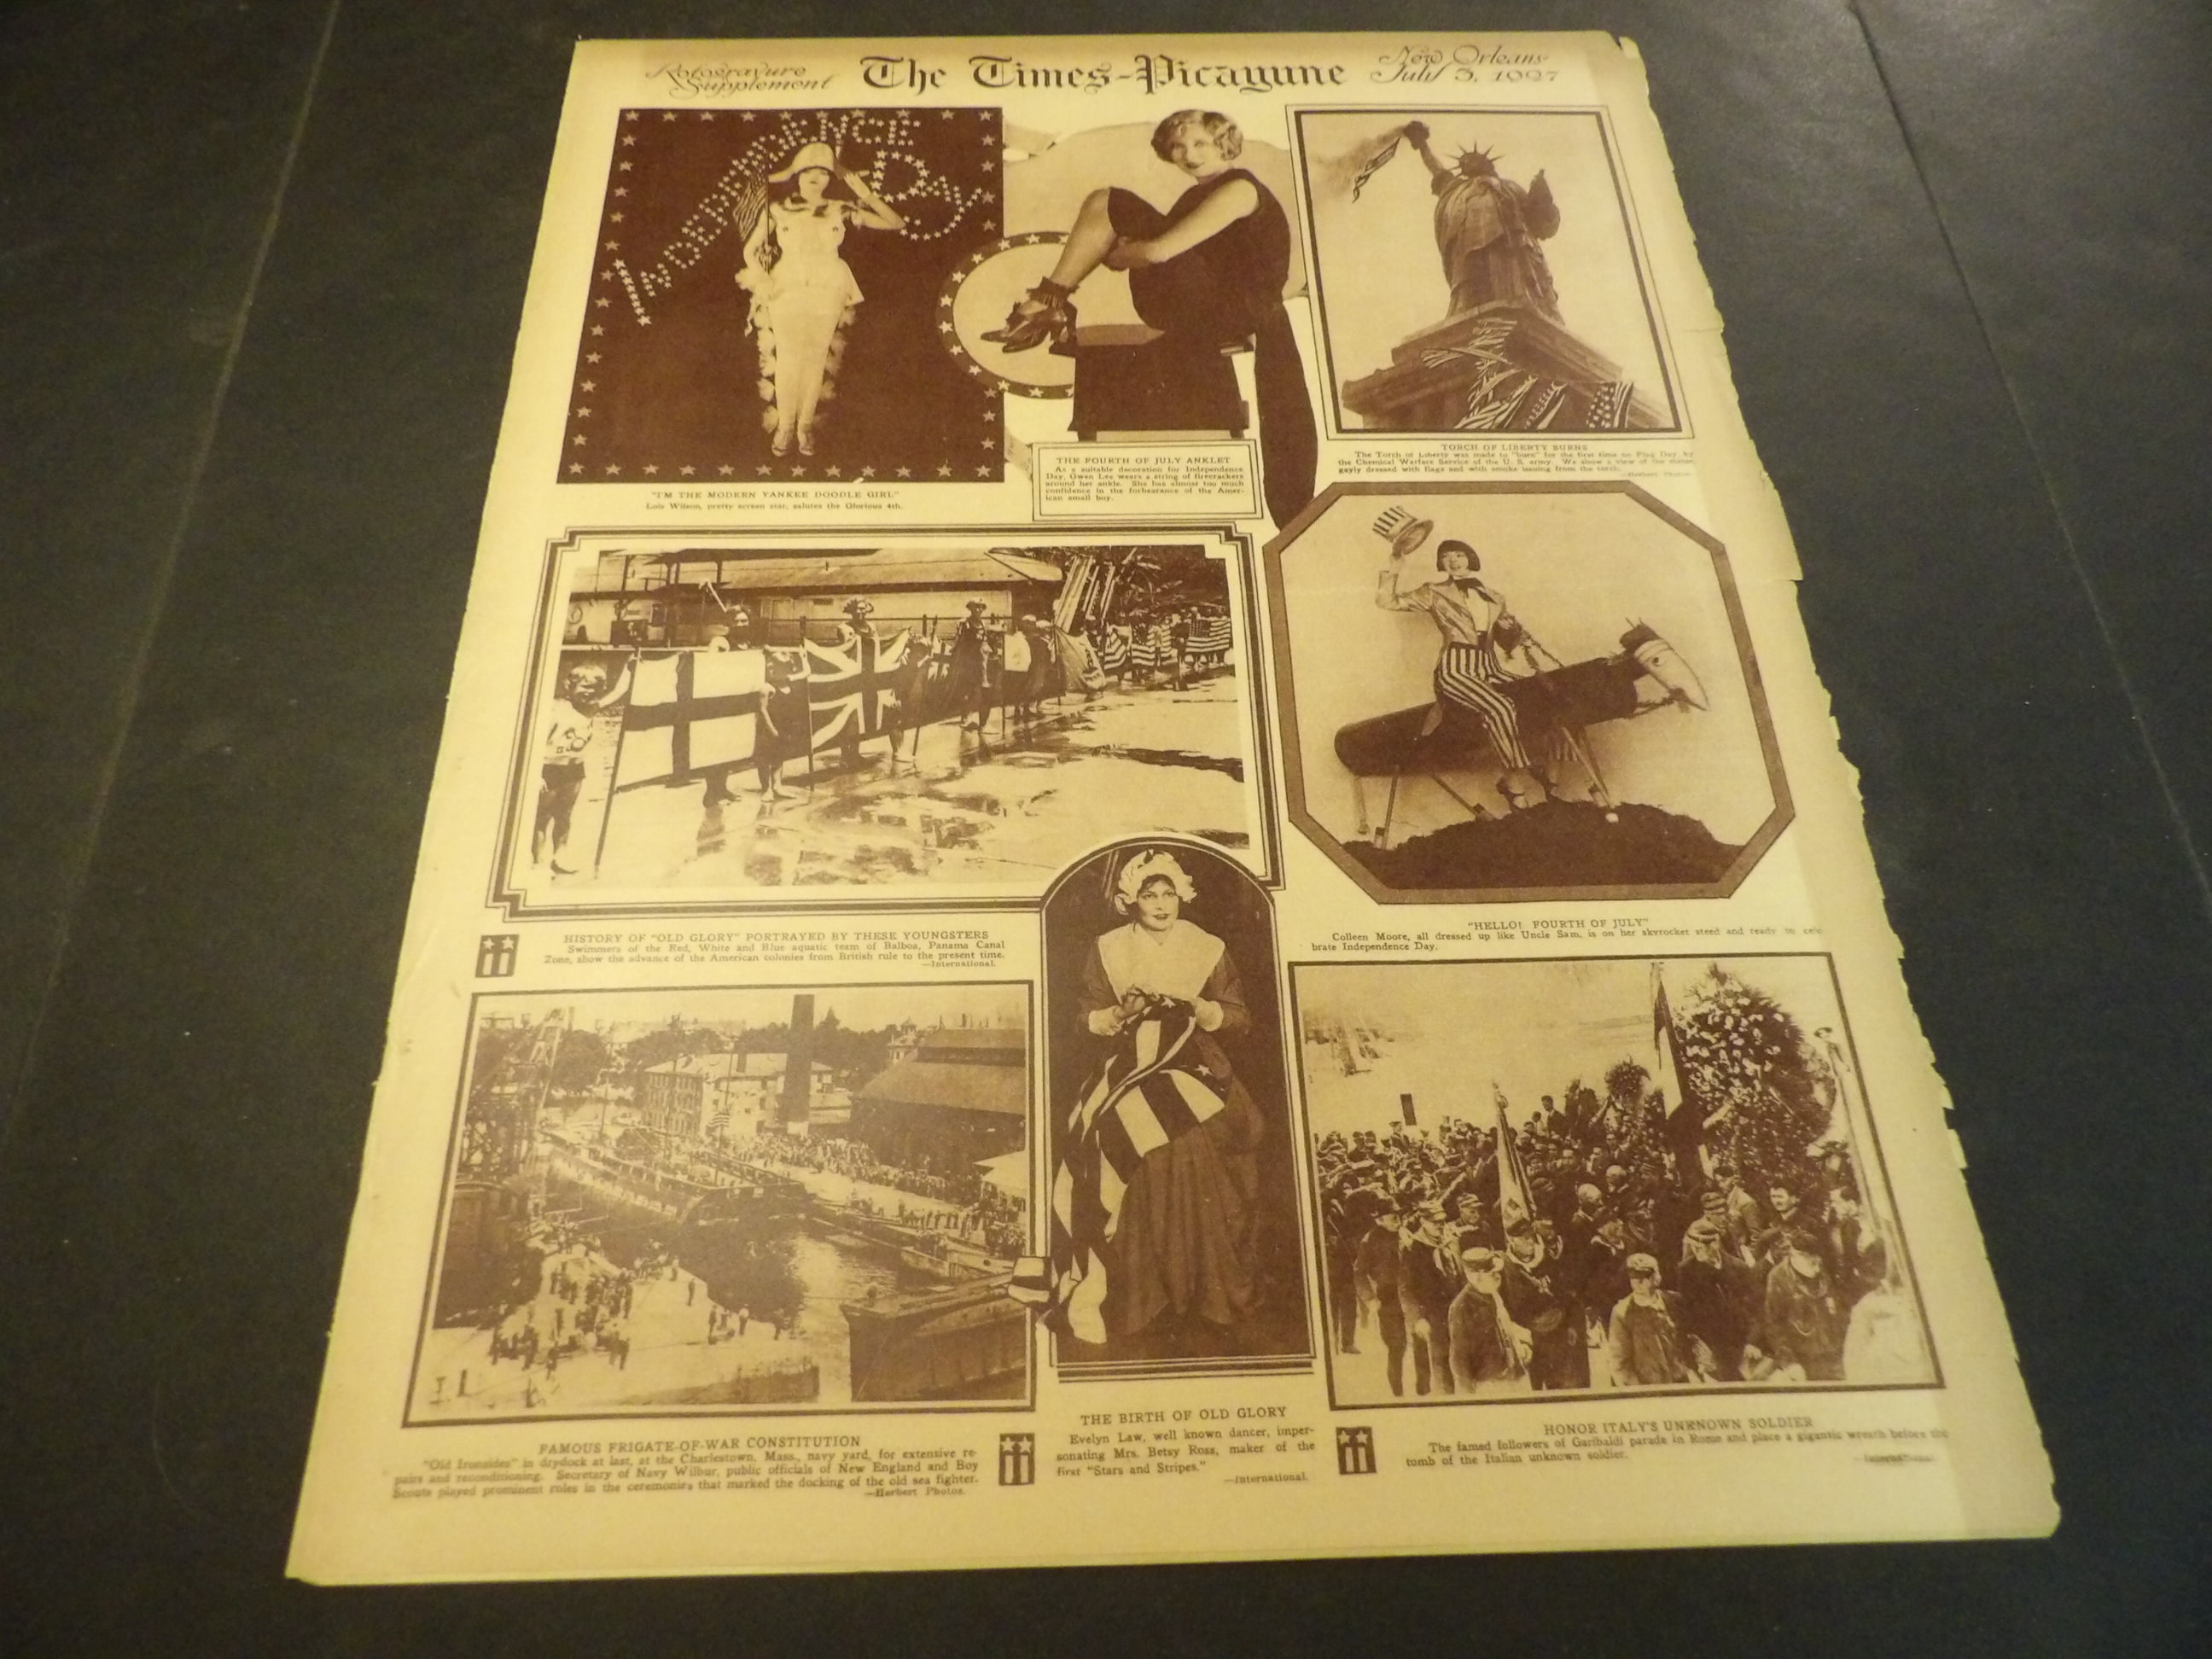 Rotogravure
Supplement
The Times-Picayune
New Orleans
July 3, 1927
INDEPENDENCE
DAY
"I'M THE MODERN YANKEE DOODLE GIRL"
Lois Wilson, pretty screen star, salutes the Glorious 4th.
THE FOURTH OF JULY ANKLET
As a suitable decoration for Independence
Day, Gwen Lee wears a string of firecrackers
around her ankle. She has almost too much
confidence in the forbearance of the Amer-
ican small boy.
TORCH OF LIBERTY BURNS
The Torch of Liberty was made to "burn" for the first time on Flag Day by
the Chemical Warfare Service of the U. S. army. We show a view of the statue
gayly dressed with flags and with smoke issuing from the torch.
—Herbert Photos.
HISTORY OF "OLD GLORY" PORTRAYED BY THESE YOUNGSTERS
Swimmers of the Red, White and Blue aquatic team of Balboa, Panama Canal
Zone, show the advance of the American colonies from British rule to the present time.
—International.
"HELLO! FOURTH OF JULY"
Colleen Moore, all dressed up like Uncle Sam, is on her skyrocket steed and ready to cele
brate Independence Day.
FAMOUS FRIGATE-OF-WAR CONSTITUTION
"Old Ironsides" in drydock at last, at the Charlestown, Mass., navy yard, for extensive re-
pairs and reconditioning. Secretary of Navy Wilbur, public officials of New England and Boy
Scouts played prominent roles in the ceremonies that marked the docking of the old sea fighter.
—Herbert Photos.
THE BIRTH OF OLD GLORY
Evelyn Law, well known dancer, imper-
sonating Mrs. Betsy Ross, maker of the
first "Stars and Stripes."
—International.
HONOR ITALY'S UNKNOWN SOLDIER
The famed followers of Garibaldi parade in Rome and place a gigantic wreath before the
tomb of the Italian unknown soldier.
—International.